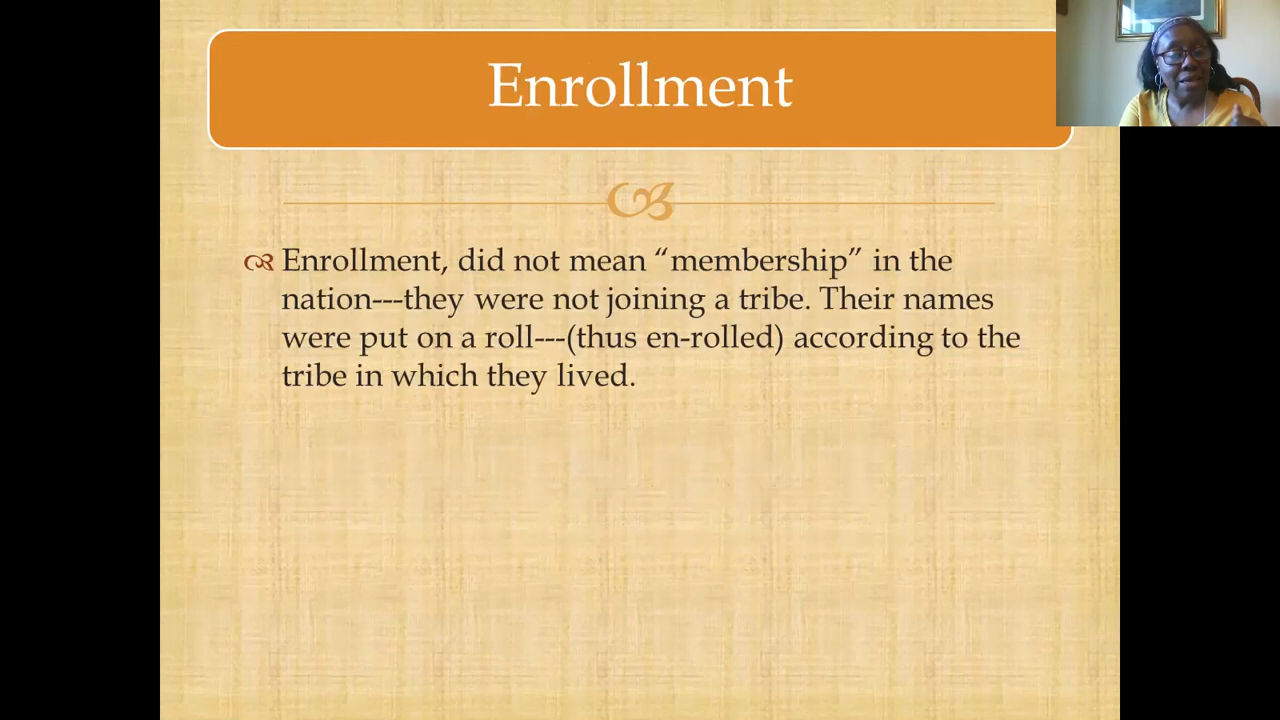 Enrollment
Enrollment, did not mean “membership” in the
nation---they were not joining a tribe. Their names
were put on a roll---(thus en-rolled) according to the
tribe in which they lived.